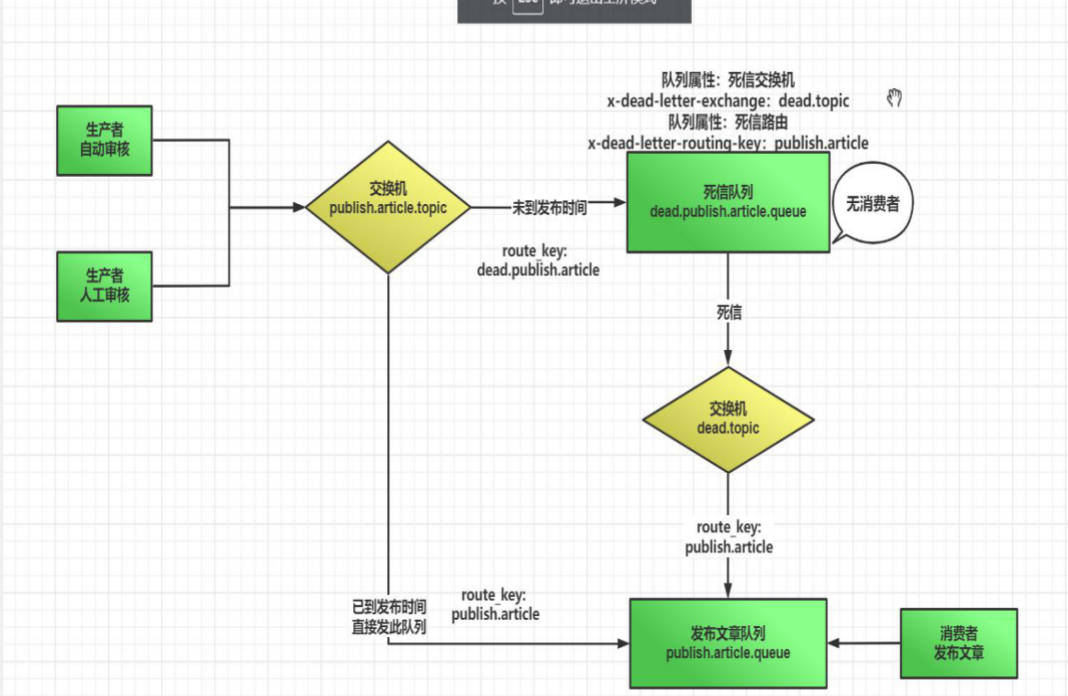 队列属性：死信交换机
x-dead-letter-exchange：dead.topic
队列属性：死信路由
x-dead-letter-routing-key：publish.article
生产者
自动审核
交换机
publish.article.topic
未到发布时间
死信队列
dead.publish.article.queue
无消费者
route_key:
dead.publish.article
生产者
人工审核
死信
交换机
dead.topic
route_key:
publish.article
已到发布时间
直接发此队列
route_key:
publish.article
发布文章队列
publish.article.queue
消费者
发布文章